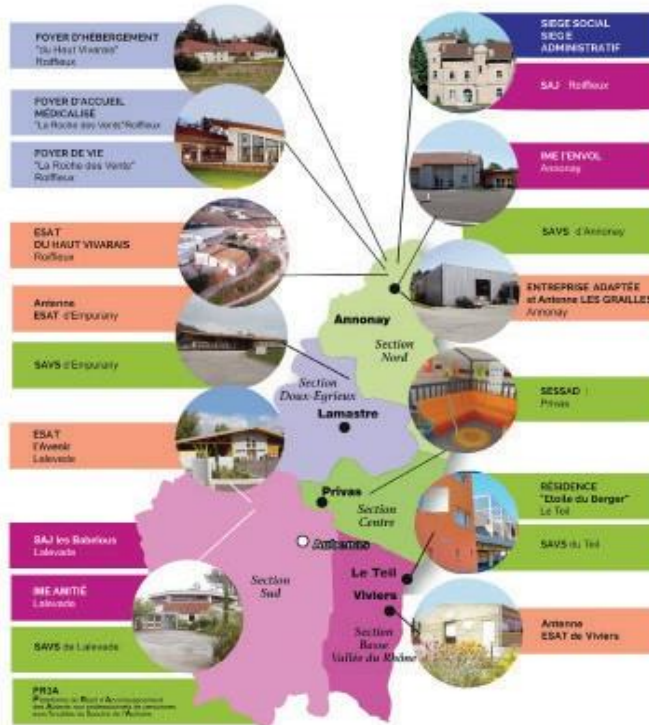 FOYER D'HÉBERGEMENT
"du Haut Vivarais"
Roiffieux
FOYER D'ACCUEIL
MÉDICALISÉ
"La Roche des Vents" Roiffieux
FOYER DE VIE
"La Roche des Vents"
Roiffieux
ESAT
DU HAUT VIVARAIS
Roiffieux
Antenne
ESAT d'Empurany
SAVS d'Empurany
ESAT
l'Avenir
Lalevade
SAJ les Babelous
Lalevade
IME AMITIÉ
Lalevade
SAVS de Lalevade
PR3A
SIEGE SOCIAL
SIEGE
ADMINISTRATIF
SAJ Roiffieux
IME l'ENVOL
Annonay
SAVS d'Annonay
ENTREPRISE ADAPTÉE
et Antenne LES GRAILLES
Annonay
SESSAD :
Privas
RÉSIDENCE
"Etoile du Berger"
Le Teil
SAVS du Teil
Antenne
ESAT de Viviers
Annonay
Section
Nord
Section
Doux-Eyrieux
Lamastre
Privas
Section
Centre
Aubenas
Section
Sud
Le Teil
Viviers
Section
Basse
Vallée du Rhône